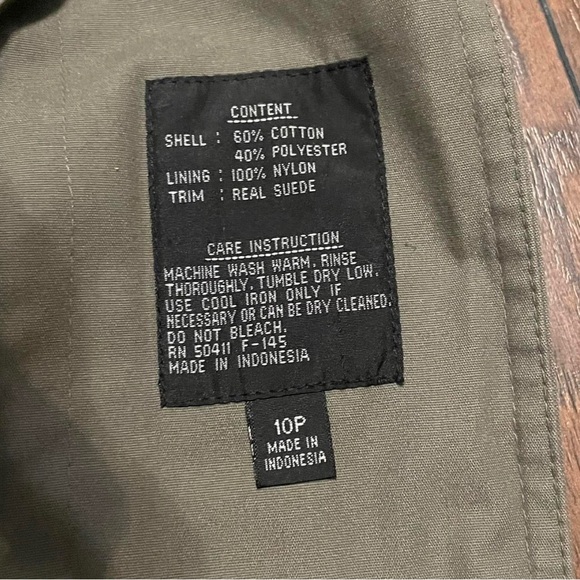 CONTENT
SHELL : 60% COTTON
40% POLYESTER
LINING : 100% NYLON
TRIM : REAL SUEDE
CARE INSTRUCTION
MACHINE WASH WARM. RINSE
THOROUGHLY. TUMBLE DRY LOW.
USE COOL IRON ONLY IF
NECESSARY OR CAN BE DRY CLEANED.
DO NOT BLEACH.
RN 50411 F-145
MADE IN INDONESIA
10P
MADE IN
INDONESIA